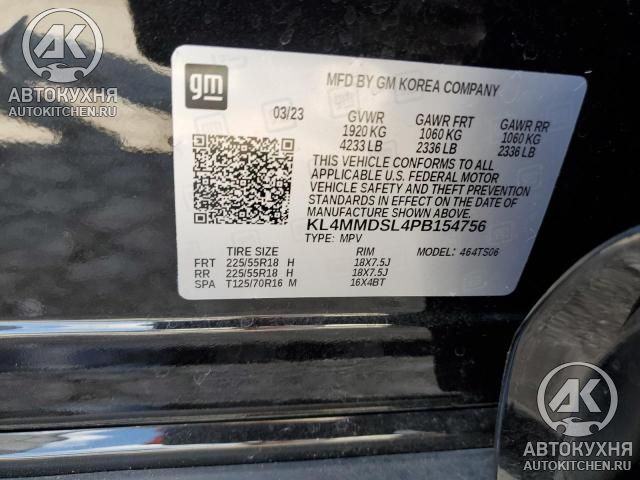 AK
АВТОКУХНЯ
AUTOKITCHEN.RU
gm
MFD BY GM KOREA COMPANY
03/23 GVWR GAWR FRT GAWR RR
1920 KG 1060 KG 1060 KG
4233 LB 2336 LB 2336 LB
THIS VEHICLE CONFORMS TO ALL
APPLICABLE U.S. FEDERAL MOTOR
VEHICLE SAFETY AND THEFT PREVENTION
STANDARDS IN EFFECT ON THE DATE OF
MANUFACTURE SHOWN ABOVE.
KL4MMDSL4PB154756
TYPE: MPV MODEL: 464TS06
TIRE SIZE RIM
FRT 225/55R18 H 18X7.5J
RR 225/55R18 H 18X7.5J
SPA T125/70R16 M 16X4BT
AK
АВТОКУХНЯ
AUTOKITCHEN.RU